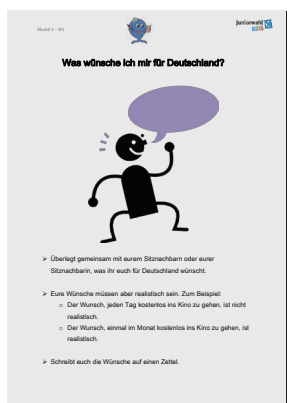 Modul 3 – M1
Juniorwahl
KIDS
Was wünsche ich mir für Deutschland?
➢ Überlegt gemeinsam mit eurem Sitznachbarn oder eurer
Sitznachbarin, was ihr euch für Deutschland wünscht.
➢ Eure Wünsche müssen aber realistisch sein. Zum Beispiel:
o Der Wunsch, jeden Tag kostenlos ins Kino zu gehen, ist nicht
realistisch.
o Der Wunsch, einmal im Monat kostenlos ins Kino zu gehen, ist
realistisch.
➢ Schreibt euch die Wünsche auf einen Zettel.